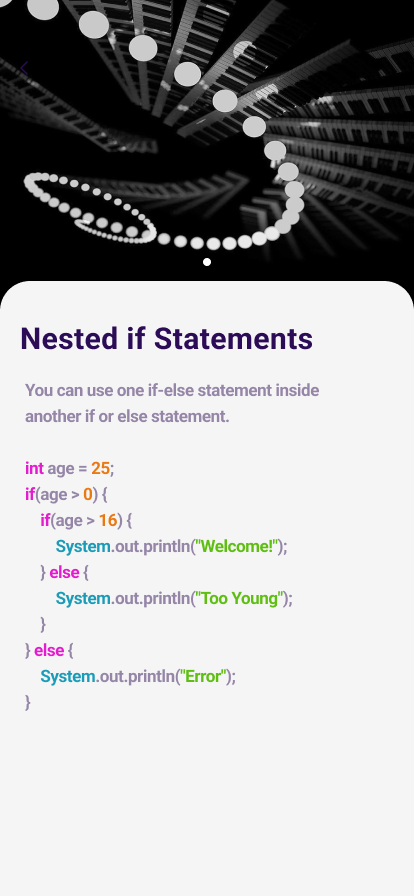 Nested if Statements
You can use one if-else statement inside
another if or else statement.
int age = 25;
if(age > 0) {
    if(age > 16) {
        System.out.println("Welcome!");
    } else {
        System.out.println("Too Young");
    }
} else {
    System.out.println("Error");
}